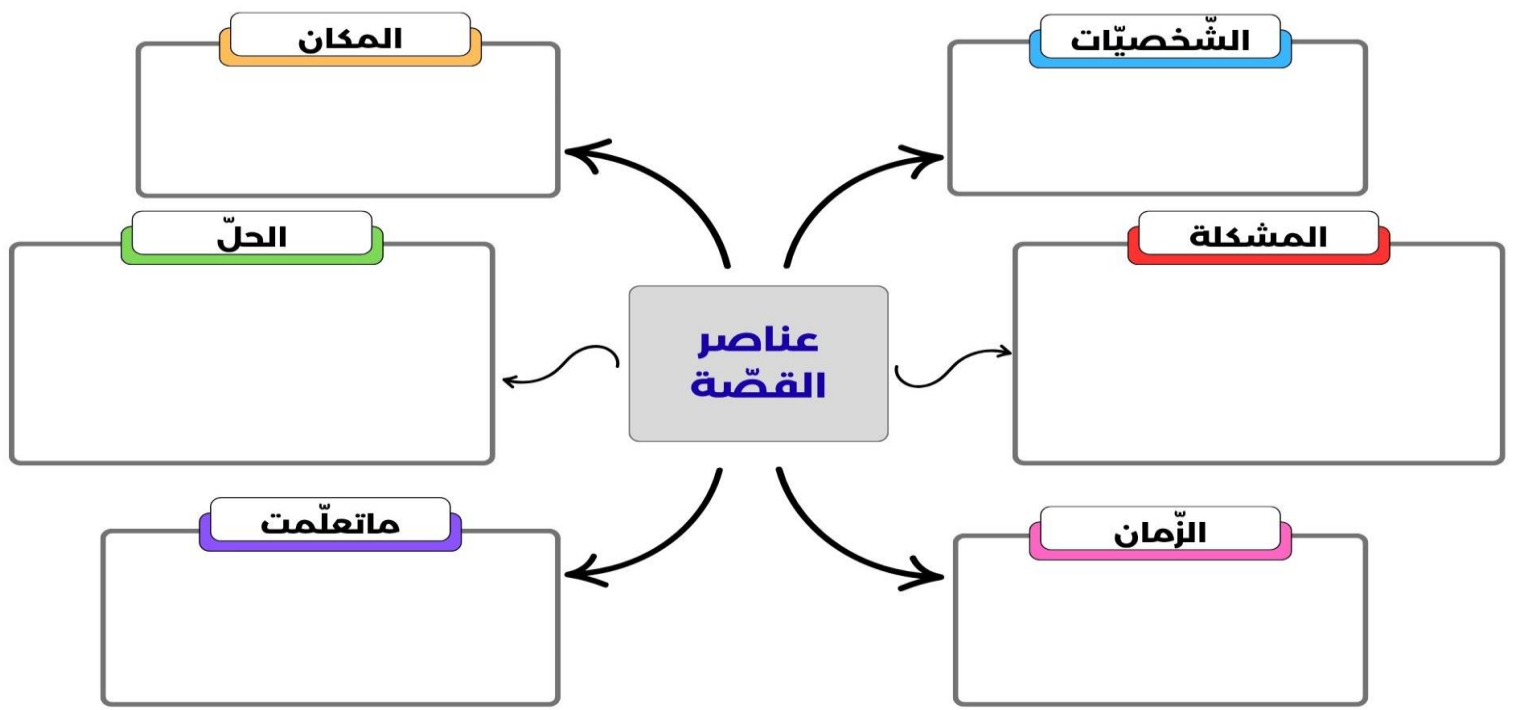 الشّخصيّات
المكان
المشكلة
الحلّ
عناصر
القصّة
الزّمان
ماتعلّمت